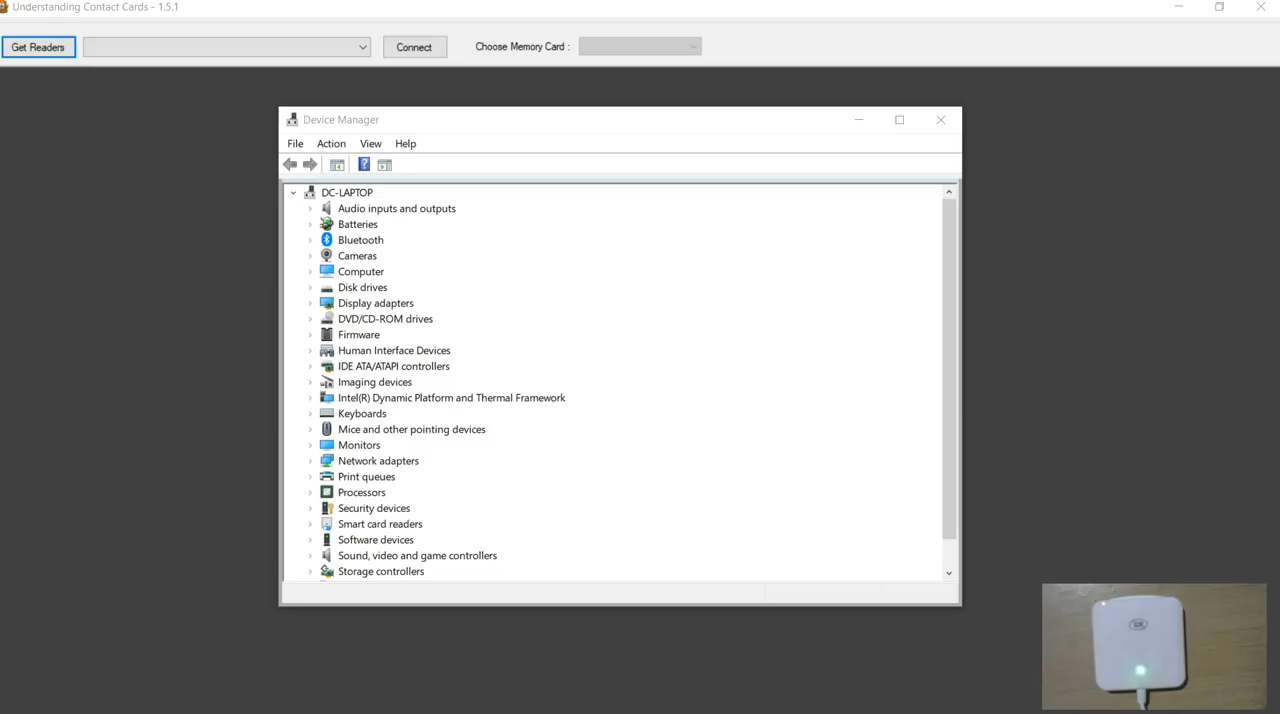 Understanding Contact Cards - 1.5.1
Get Readers
Connect
Choose Memory Card :
Device Manager
File Action View Help
DC-LAPTOP
Audio inputs and outputs
Batteries
Bluetooth
Cameras
Computer
Disk drives
Display adapters
DVD/CD-ROM drives
Firmware
Human Interface Devices
IDE ATA/ATAPI controllers
Imaging devices
Intel(R) Dynamic Platform and Thermal Framework
Keyboards
Mice and other pointing devices
Monitors
Network adapters
Print queues
Processors
Security devices
Smart card readers
Software devices
Sound, video and game controllers
Storage controllers